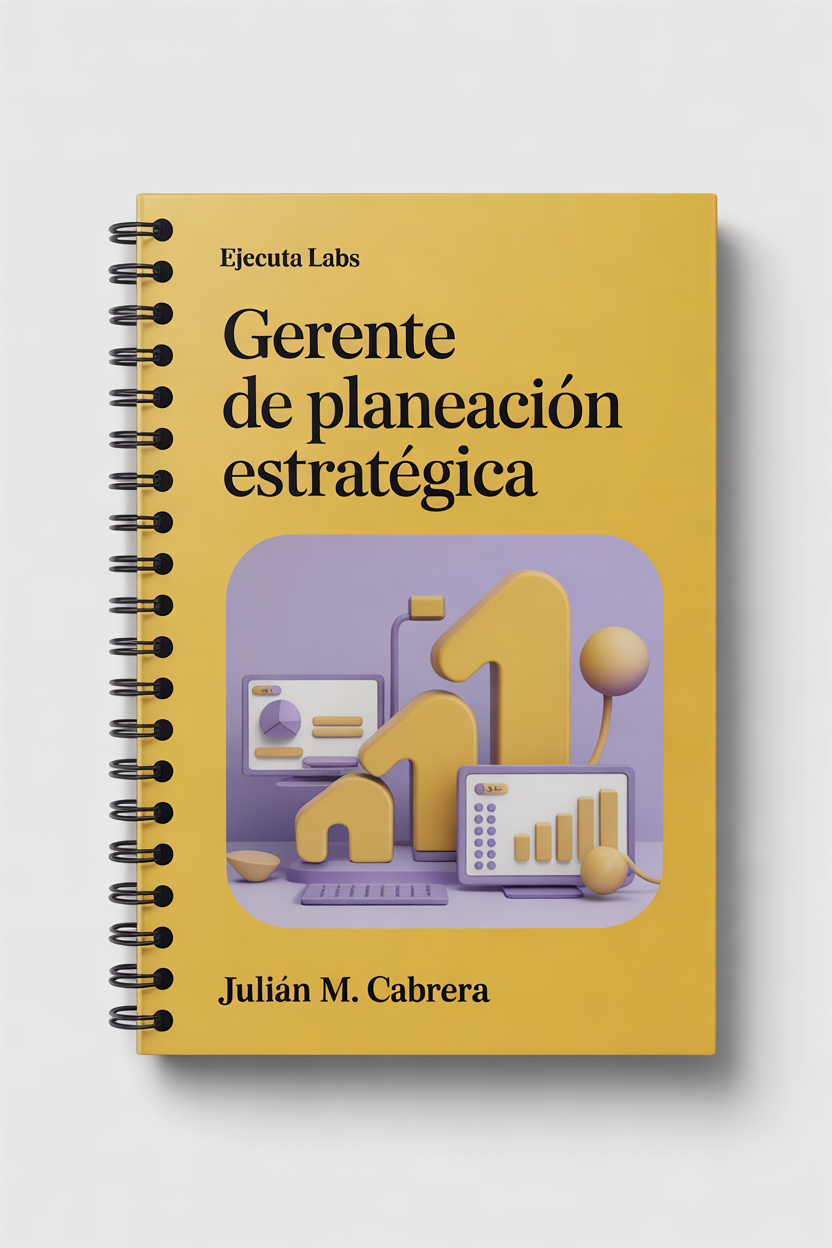 Ejecuta Labs
Gerente
de planeación
estratégica
Julián M. Cabrera